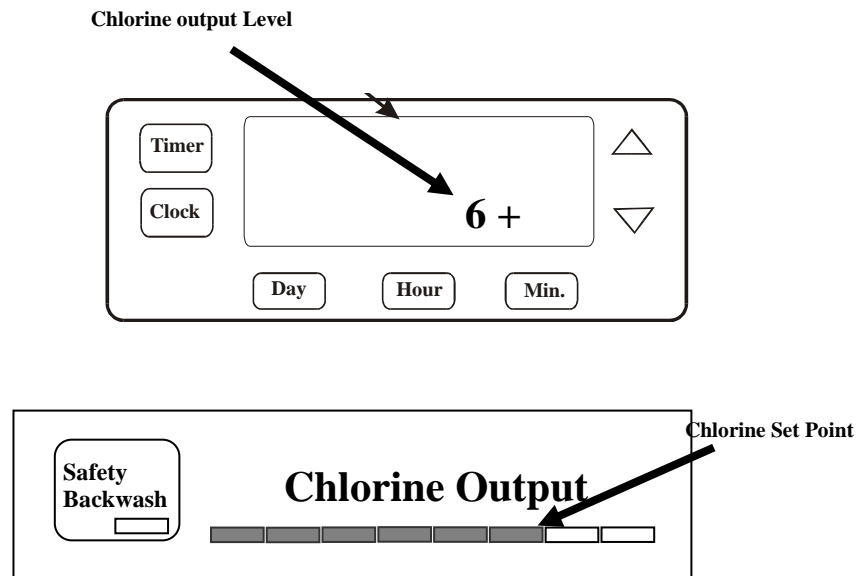 Chlorine output Level
Timer
Clock
6 +
Day Hour Min.
Chlorine Set Point
Safety
Backwash
Chlorine Output